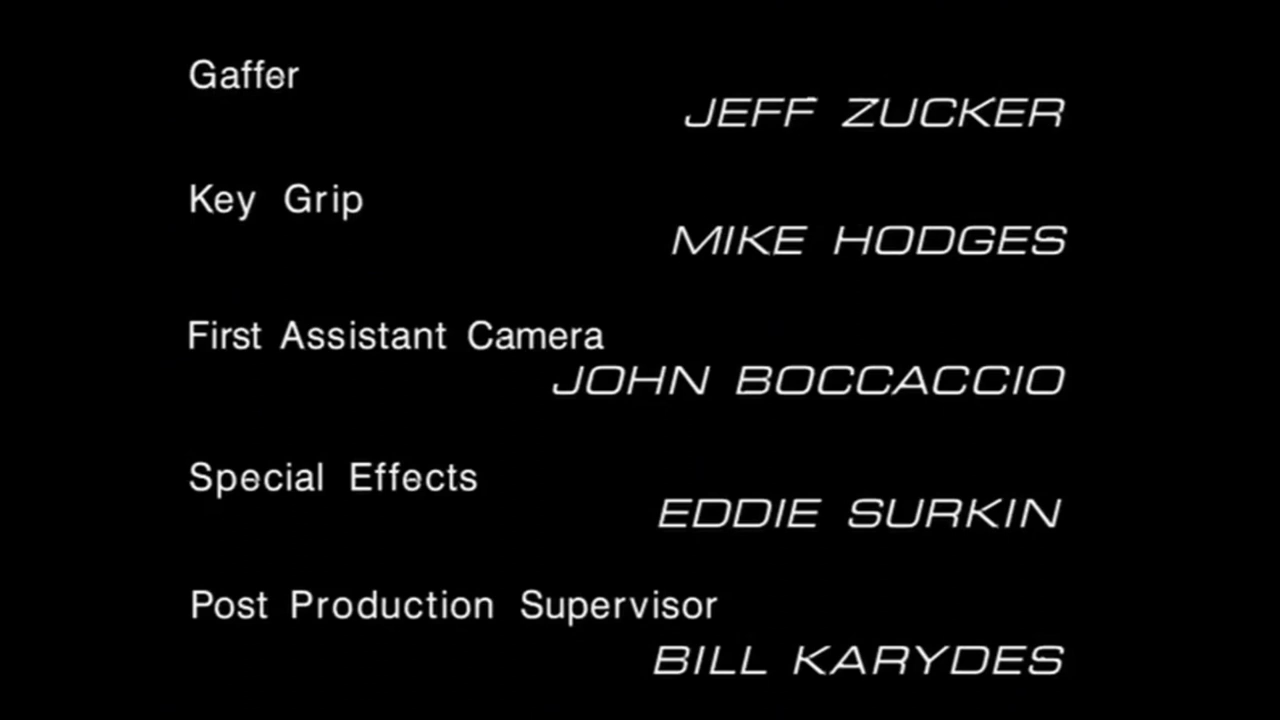 Gaffer
JEFF ZUCKER
Key Grip
MIKE HODGES
First Assistant Camera
JOHN BOCCACCIO
Special Effects
EDDIE SURKIN
Post Production Supervisor
BILL KARYDES